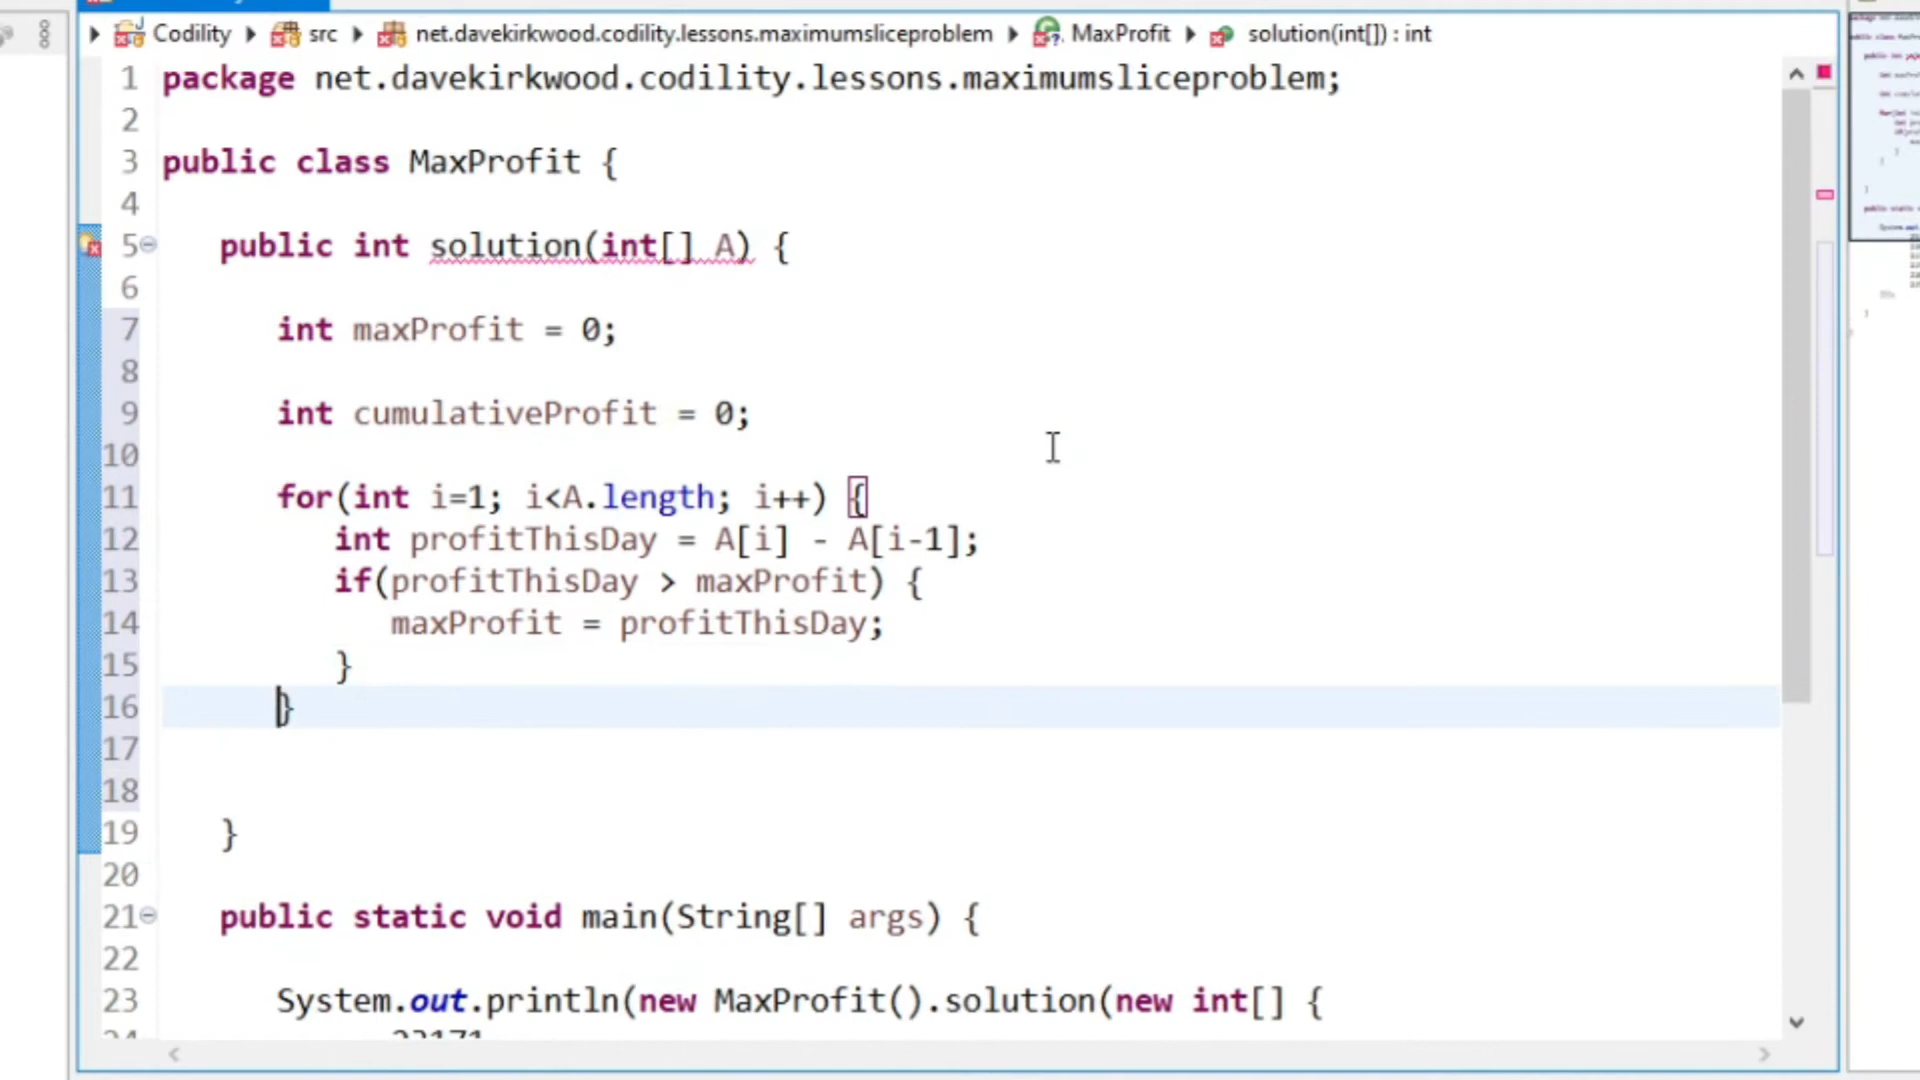 Codility src net.davekirkwood.codility.lessons.maximumsliceproblem MaxProfit solution(int[]) : int
1 package net.davekirkwood.codility.lessons.maximumsliceproblem;
2
3 public class MaxProfit {
4
5 public int solution(int[] A) {
6
7 int maxProfit = 0;
8
9 int cumulativeProfit = 0;
10
11 for(int i=1; i<A.length; i++) {
12 int profitThisDay = A[i] - A[i-1];
13 if(profitThisDay > maxProfit) {
14 maxProfit = profitThisDay;
15 }
16 }
17
18
19 }
20
21 public static void main(String[] args) {
22
23 System.out.println(new MaxProfit().solution(new int[] {